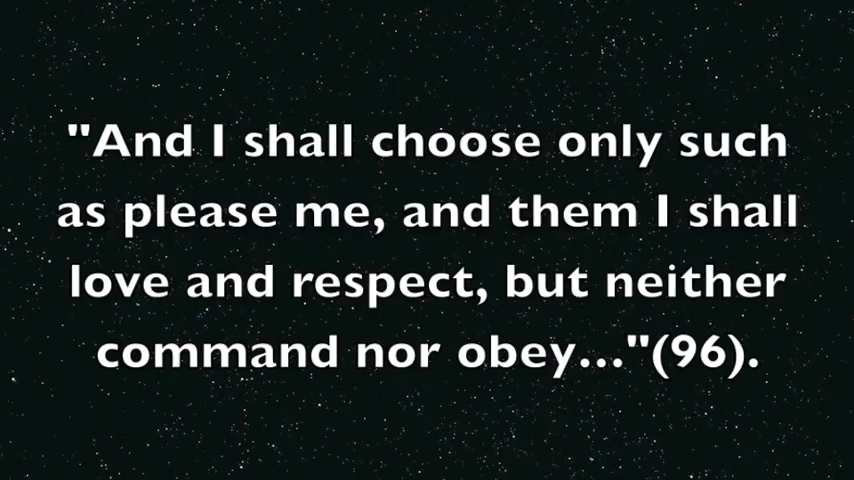 "And I shall choose only such
as please me, and them I shall
love and respect, but neither
command nor obey..."(96).